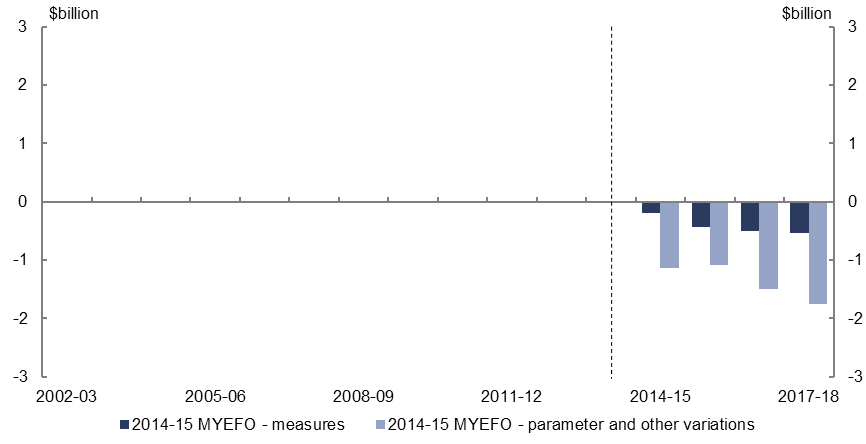 $billion $billion
3 3
2 2
1 1
0 0
-1 -1
-2 -2
-3 -3
2002-03 2005-06 2008-09 2011-12 2014-15 2017-18
2014-15 MYEFO - measures 2014-15 MYEFO - parameter and other variations